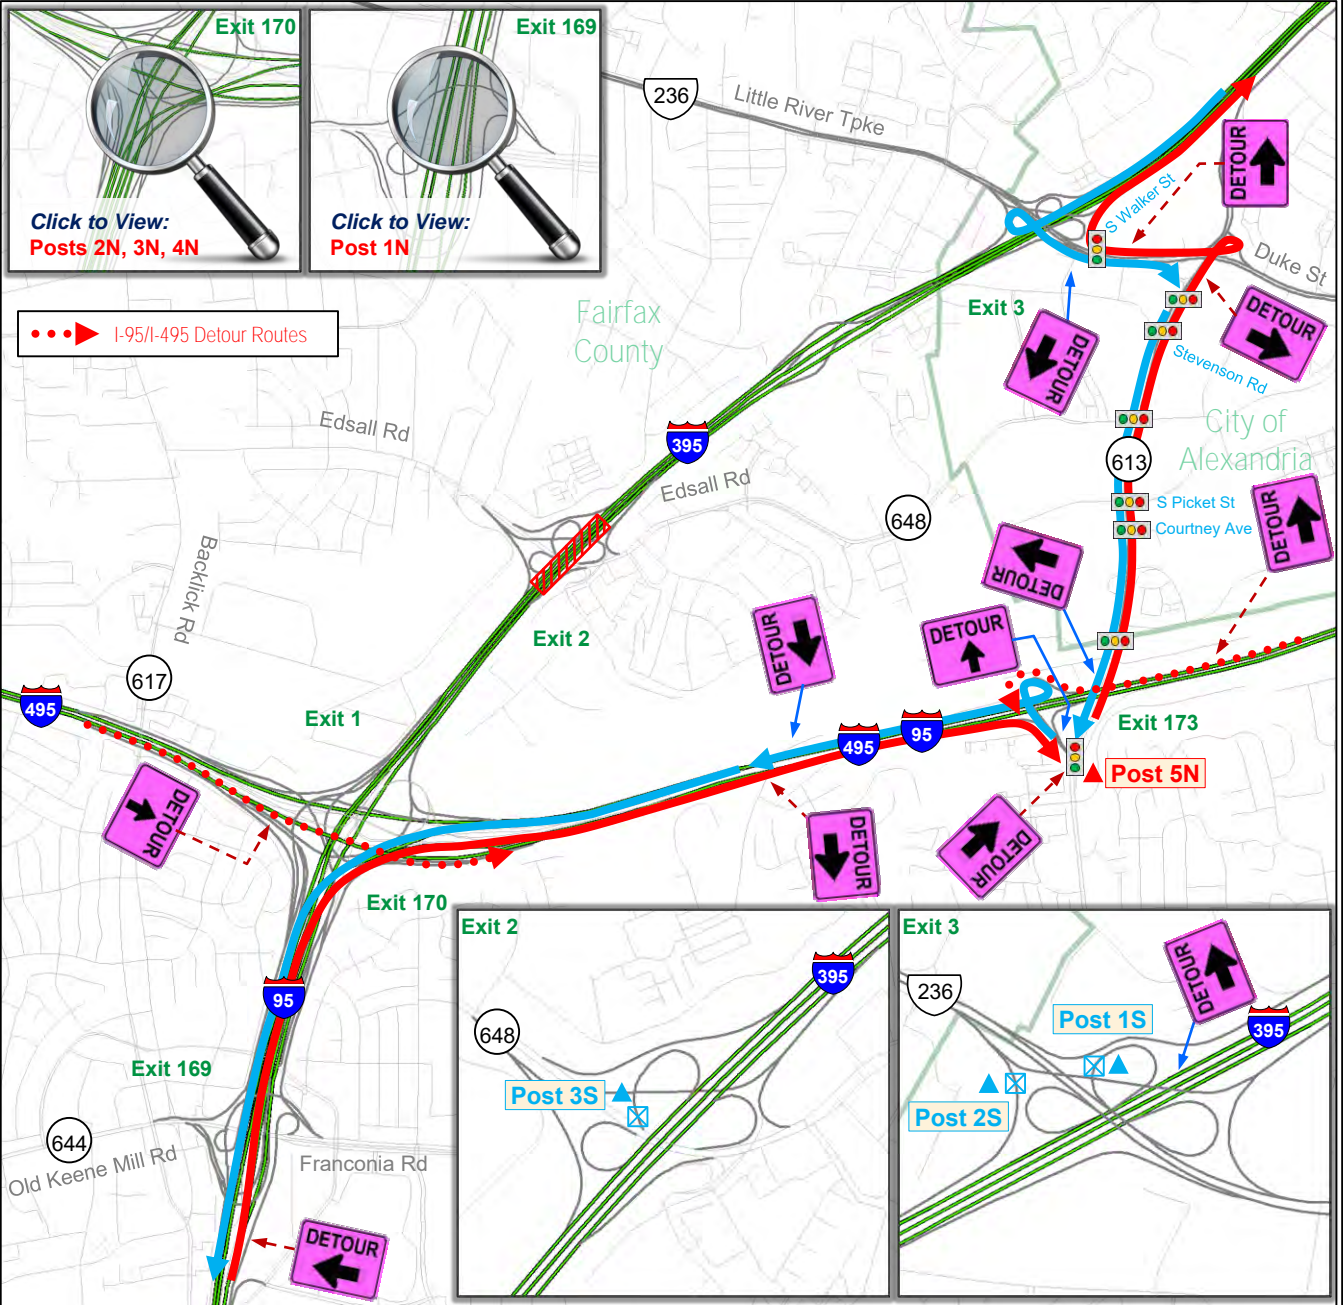 Exit 170
Click to View:
Posts 2N, 3N, 4N
Exit 169
Click to View:
Post 1N
I-95/I-495 Detour Routes
236
Little River Tpke
DETOUR
S Walker St
Duke St
Exit 3
Fairfax
County
DETOUR
DETOUR
Stevenson Rd
Edsall Rd
395
City of
Alexandria
613
Edsall Rd
648
S Picket St
Courtney Ave
DETOUR
DETOUR
Backlick Rd
Exit 2
DETOUR
DETOUR
617
495
Exit 1
495
95
Exit 173
Post 5N
DETOUR
DETOUR
DETOUR
Exit 170
95
Exit 169
644
Old Keene Mill Rd
Franconia Rd
DETOUR
Exit 2
395
648
Post 3S
Exit 3
236
DETOUR
395
Post 1S
Post 2S